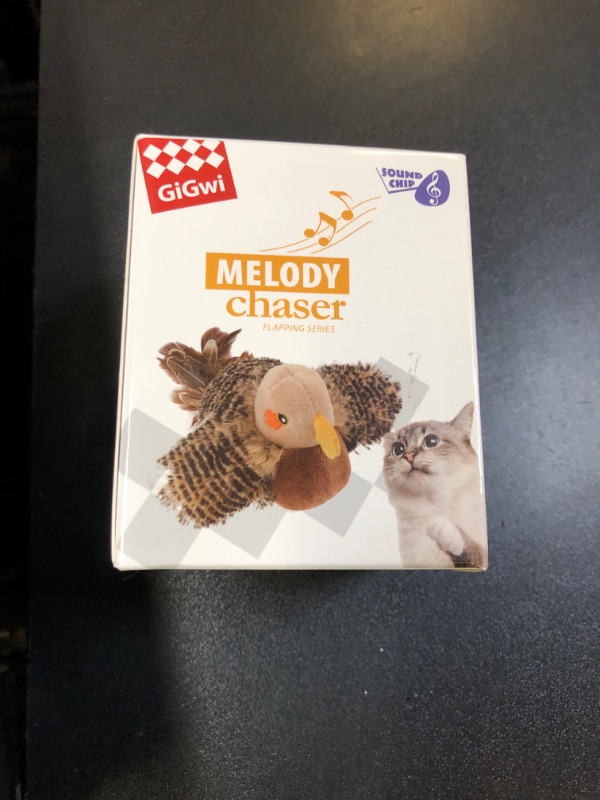 GiGwi
SOUND
CHIP
MELODY
chaser
FLAPPING SERIES